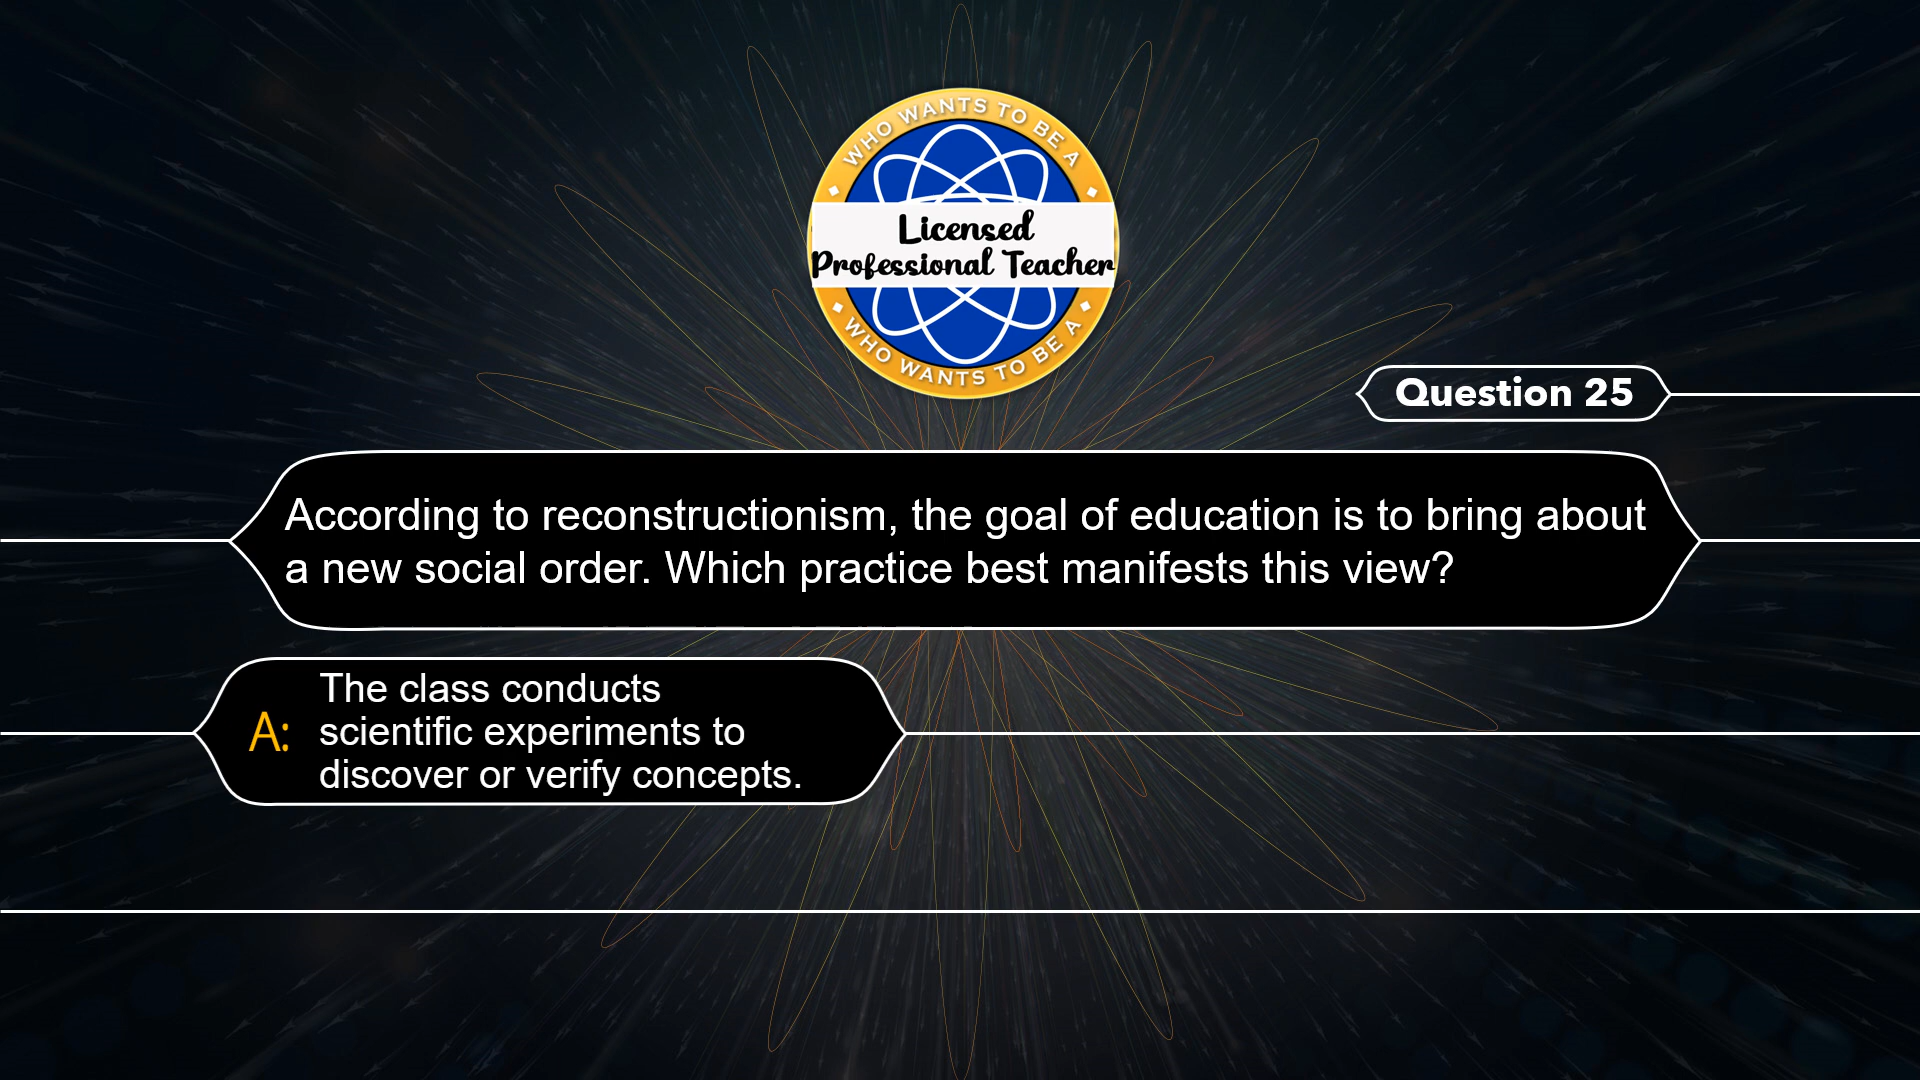 WHO WANTS TO BE A
Licensed
Professional Teacher
WHO WANTS TO BE A
Question 25
According to reconstructionism, the goal of education is to bring about
a new social order. Which practice best manifests this view?
A:
The class conducts
scientific experiments to
discover or verify concepts.